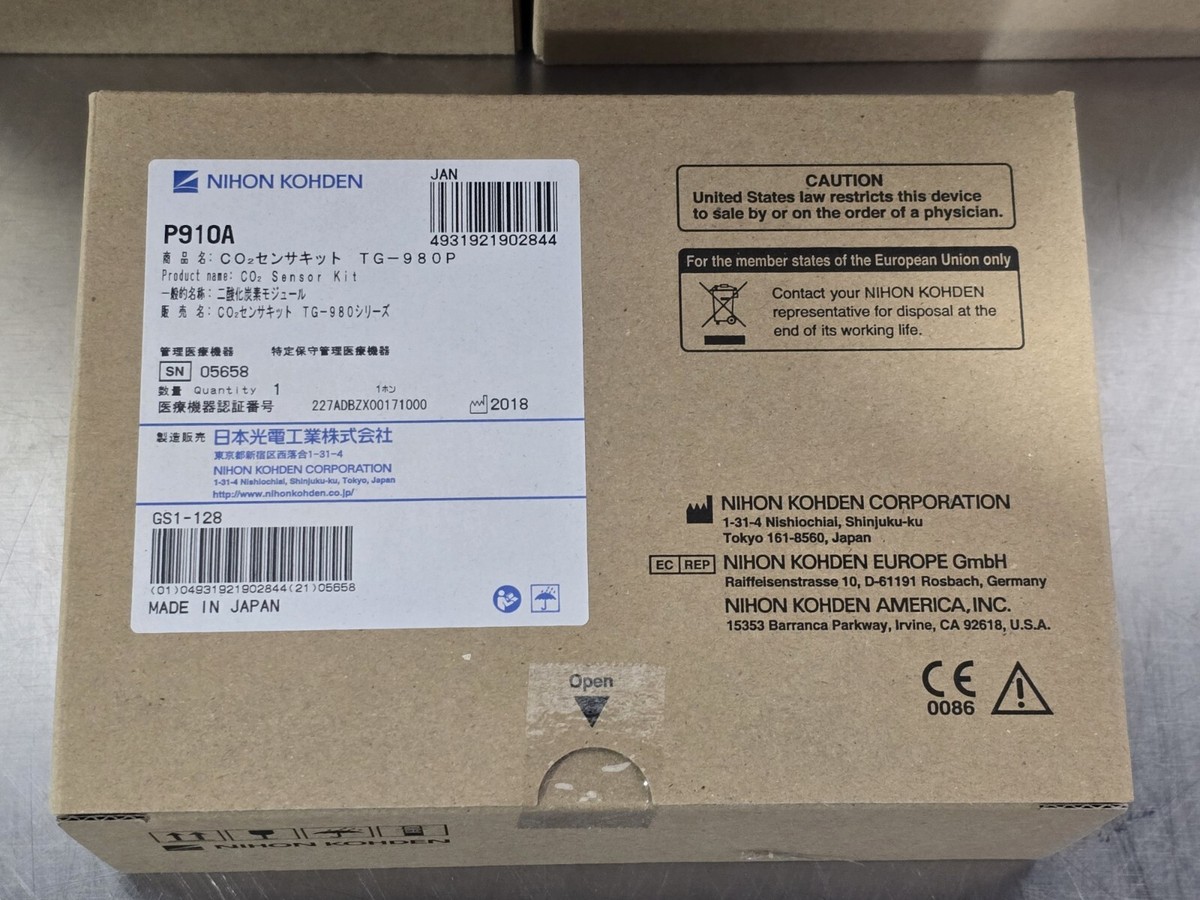 NIHON KOHDEN
JAN
4931921902844
P910A
商品名: CO₂センサキット TG-980P
Product name: CO₂ Sensor Kit
一般的名称: 二酸化炭素モジュール
販売名: CO₂センサキット TG-980シリーズ
管理医療機器 特定保守管理医療機器
SN 05658
数量 Quantity 1 1ホン
医療機器認証番号 227ADBZX00171000 2018
製造販売 日本光電工業株式会社
東京都新宿区西落合1-31-4
NIHON KOHDEN CORPORATION
1-31-4 Nishiochiai, Shinjuku-ku, Tokyo, Japan
http://www.nihonkohden.co.jp/
GS1-128
(01)04931921902844(21)05658
MADE IN JAPAN
CAUTION
United States law restricts this device
to sale by or on the order of a physician.
For the member states of the European Union only
Contact your NIHON KOHDEN
representative for disposal at the
end of its working life.
NIHON KOHDEN CORPORATION
1-31-4 Nishiochiai, Shinjuku-ku
Tokyo 161-8560, Japan
EC REP NIHON KOHDEN EUROPE GmbH
Raiffeisenstrasse 10, D-61191 Rosbach, Germany
NIHON KOHDEN AMERICA, INC.
15353 Barranca Parkway, Irvine, CA 92618, U.S.A.
CE
0086
Open
NIHON KOHDEN